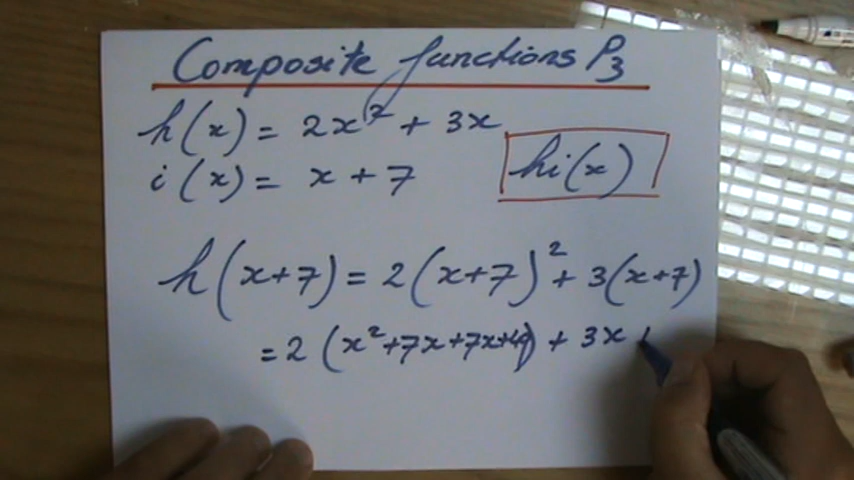 Composite functions P3
h(x) = 2x² + 3x
i(x) = x + 7
hi(x)
h(x+7) = 2(x+7)² + 3(x+7)
= 2(x²+7x+7x+49) + 3x